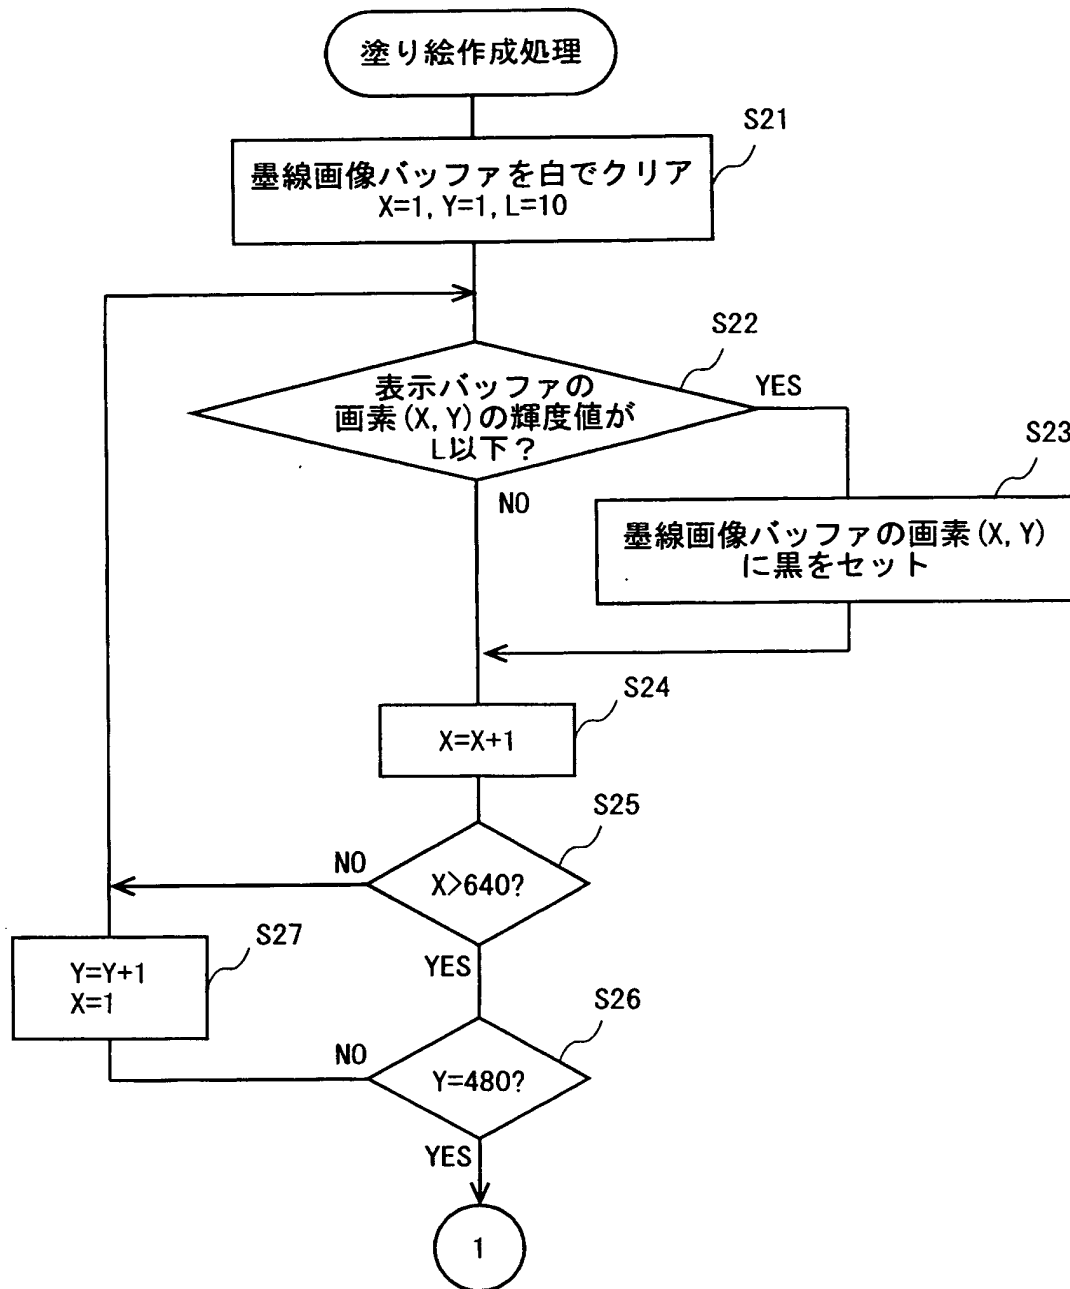 塗り絵作成処理
S21
墨線画像バッファを白でクリア
X=1, Y=1, L=10
S22
表示バッファの
画素(X, Y)の輝度値が
L以下？
YES
NO
S23
墨線画像バッファの画素(X, Y)
に黒をセット
S24
X=X+1
S25
X>640?
NO
YES
S27
Y=Y+1
X=1
S26
Y=480?
NO
YES
1